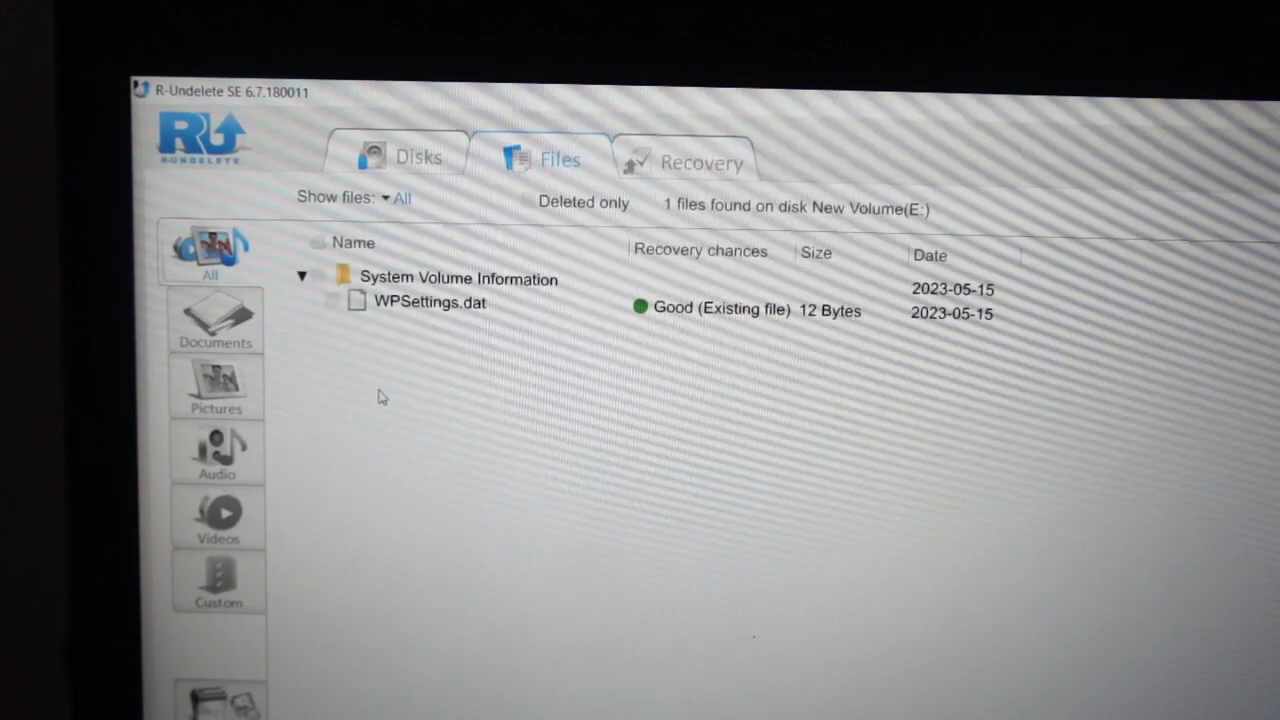 R-Undelete SE 6.7.180011
RU
RUNDELETE
Disks
Files
Recovery
Show files: All
Deleted only
1 files found on disk New Volume(E:)
Name
Recovery chances
Size
Date
System Volume Information
2023-05-15
WPSettings.dat
Good (Existing file)
12 Bytes
2023-05-15
All
Documents
Pictures
Audio
Videos
Custom